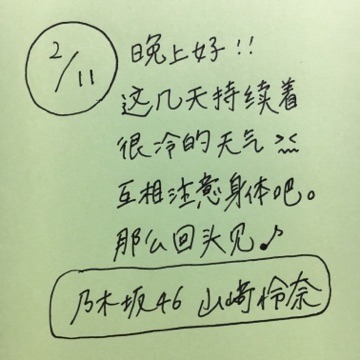 2/11
晚上好!!
这几天持续着
很冷的天气
互相注意身体吧。
那么回头见♪
乃木坂46 山崎怜奈